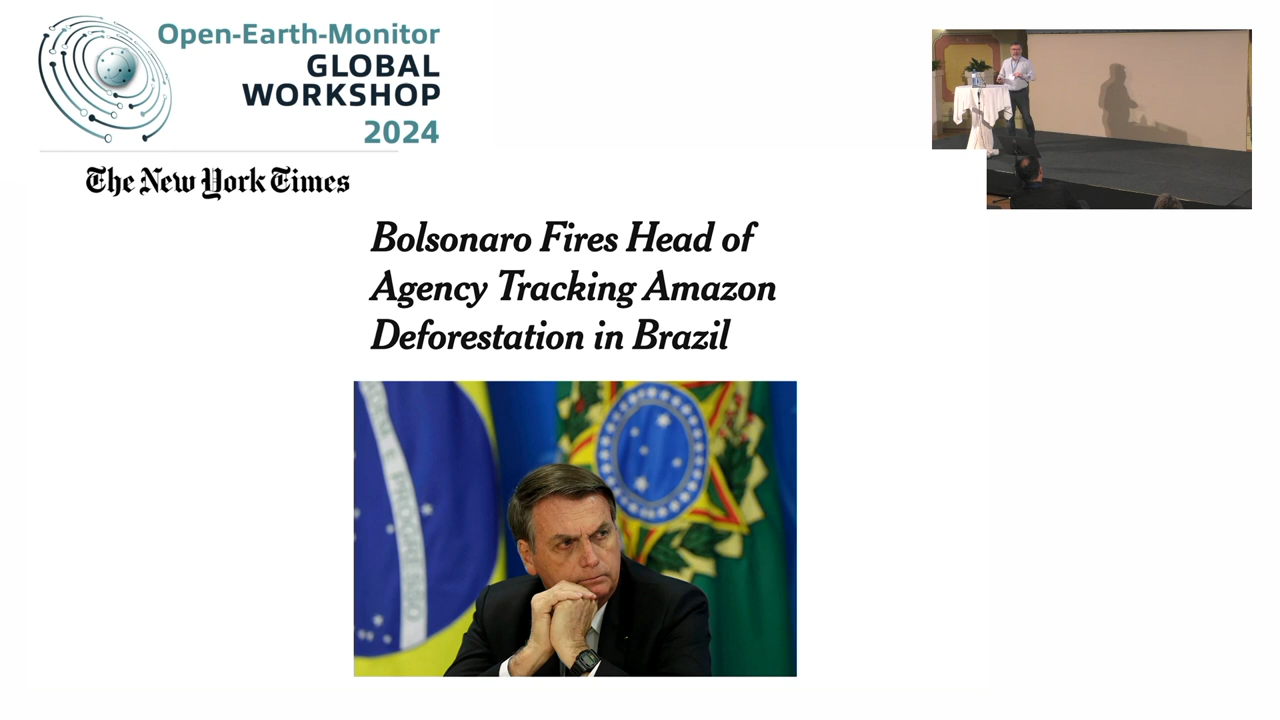 Open-Earth-Monitor
GLOBAL
WORKSHOP
2024
The New York Times
Bolsonaro Fires Head of
Agency Tracking Amazon
Deforestation in Brazil
PROGRESSO